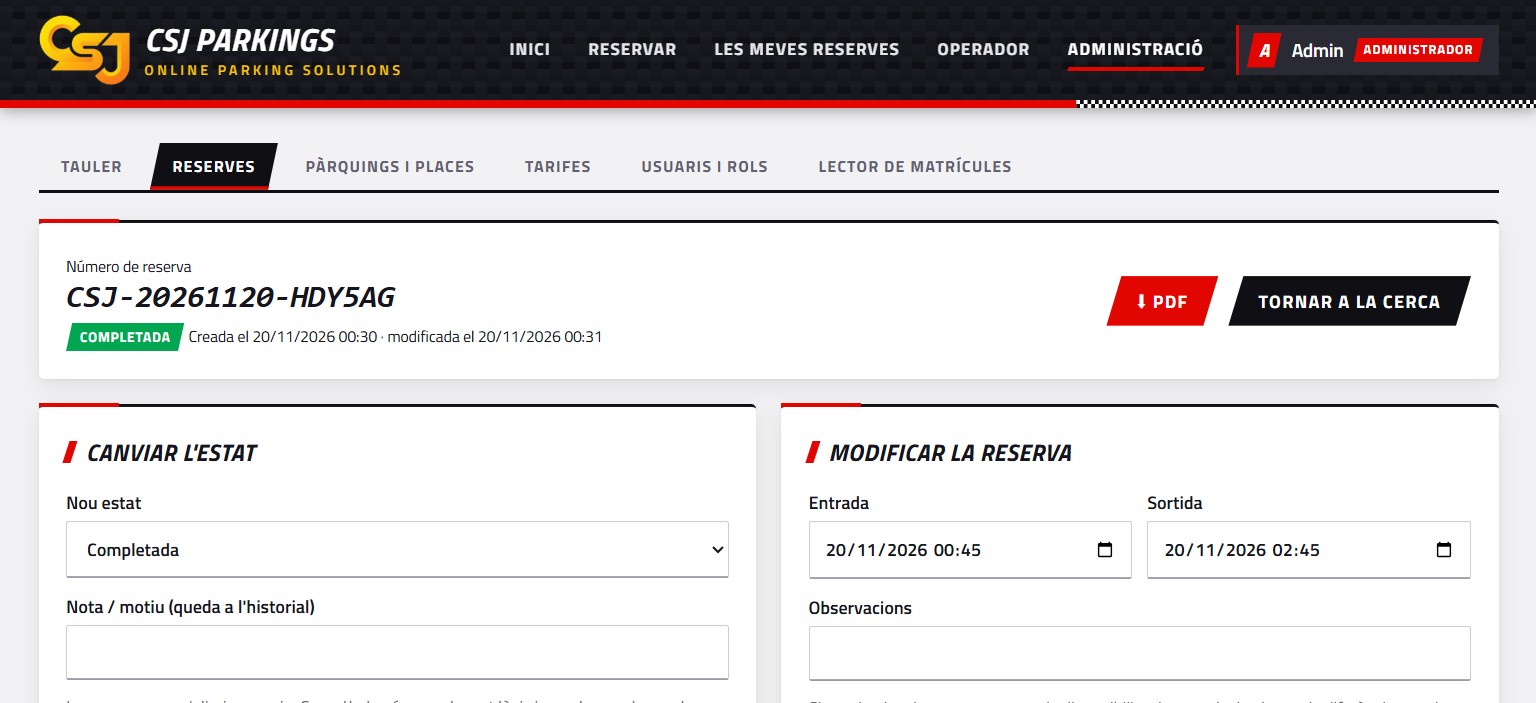 CSJ CSJ PARKINGS
ONLINE PARKING SOLUTIONS
INICI RESERVAR LES MEVES RESERVES OPERADOR ADMINISTRACIÓ A Admin ADMINISTRADOR
TAULER RESERVES PÀRQUINGS I PLACES TARIFES USUARIS I ROLS LECTOR DE MATRÍCULES
Número de reserva
CSJ-20261120-HDY5AG
COMPLETADA Creada el 20/11/2026 00:30 · modificada el 20/11/2026 00:31
⬇ PDF TORNAR A LA CERCA
CANVIAR L'ESTAT
Nou estat
Completada
Nota / motiu (queda a l'historial)
MODIFICAR LA RESERVA
Entrada Sortida
20/11/2026 00:45 20/11/2026 02:45
Observacions